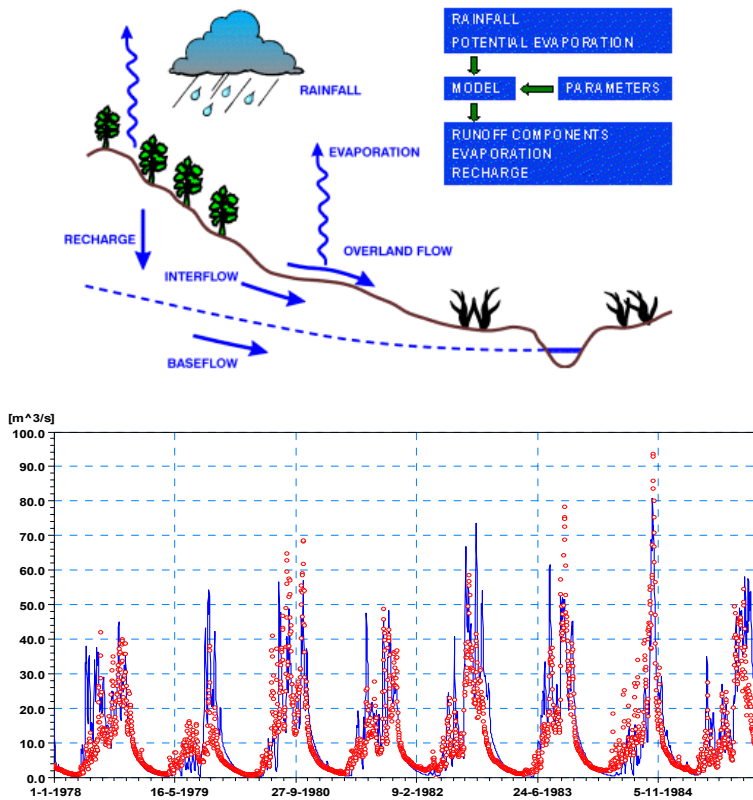 RAINFALL
POTENTIAL EVAPORATION
MODEL
PARAMETERS
RUNOFF COMPONENTS
EVAPORATION
RECHARGE
RAINFALL
EVAPORATION
RECHARGE
OVERLAND FLOW
INTERFLOW
BASEFLOW
[m^3/s]
100.0
90.0
80.0
70.0
60.0
50.0
40.0
30.0
20.0
10.0
0.0
1-1-1978
16-5-1979
27-9-1980
9-2-1982
24-6-1983
5-11-1984